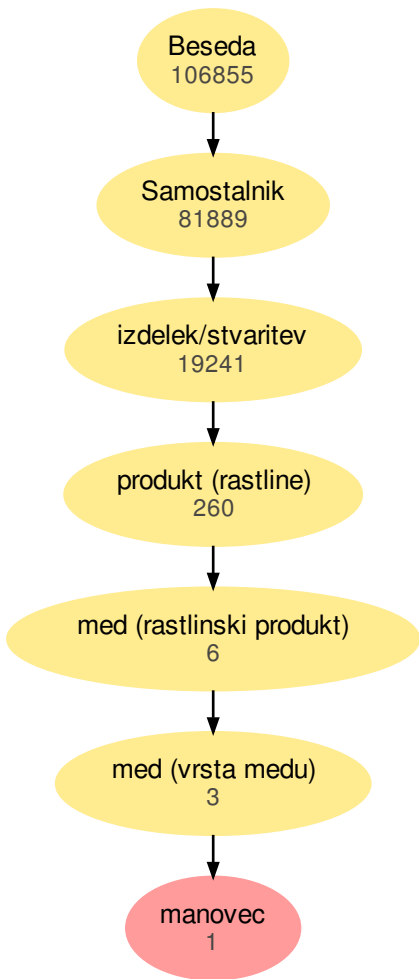 Beseda
106855
Samostalnik
81889
izdelek/stvaritev
19241
produkt (rastline)
260
med (rastlinski produkt)
6
med (vrsta medu)
3
manovec
1